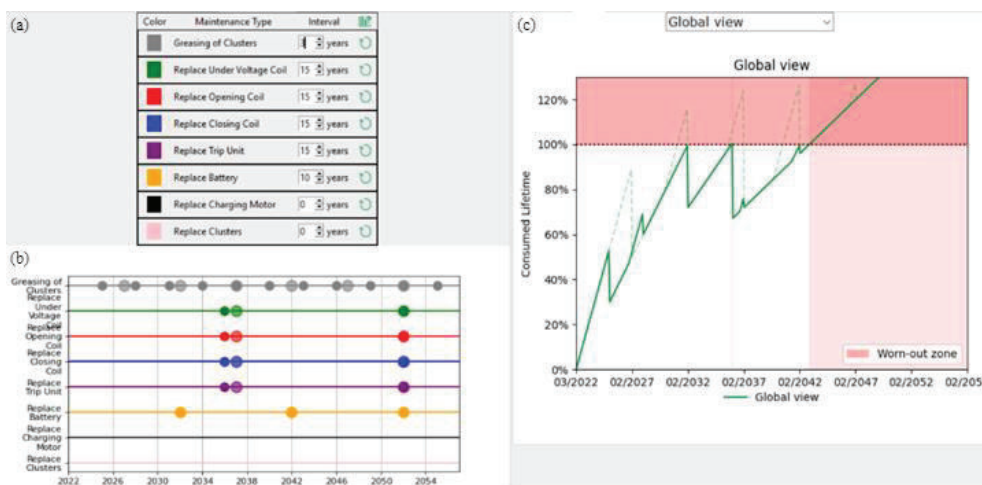 (a)
Color Maintenance Type Interval
Greasing of Clusters years
Replace Under Voltage Coil 15 years
Replace Opening Coil 15 years
Replace Closing Coil 15 years
Replace Trip Unit 15 years
Replace Battery 10 years
Replace Charging Motor 0 years
Replace Clusters 0 years
(b)
Greasing of
Clusters
Replace
Under
Voltage
Coil
Replace
Opening
Coil
Replace
Closing
Coil
Replace
Trip Unit
Replace
Battery
Replace
Charging
Motor
Replace
Clusters
2022 2026 2030 2034 2038 2042 2046 2050 2054
(c)
Global view
Global view
Consumed Lifetime
120%
100%
80%
60%
40%
20%
0%
Worn-out zone
03/2022 02/2027 02/2032 02/2037 02/2042 02/2047 02/2052 02/205
Global view